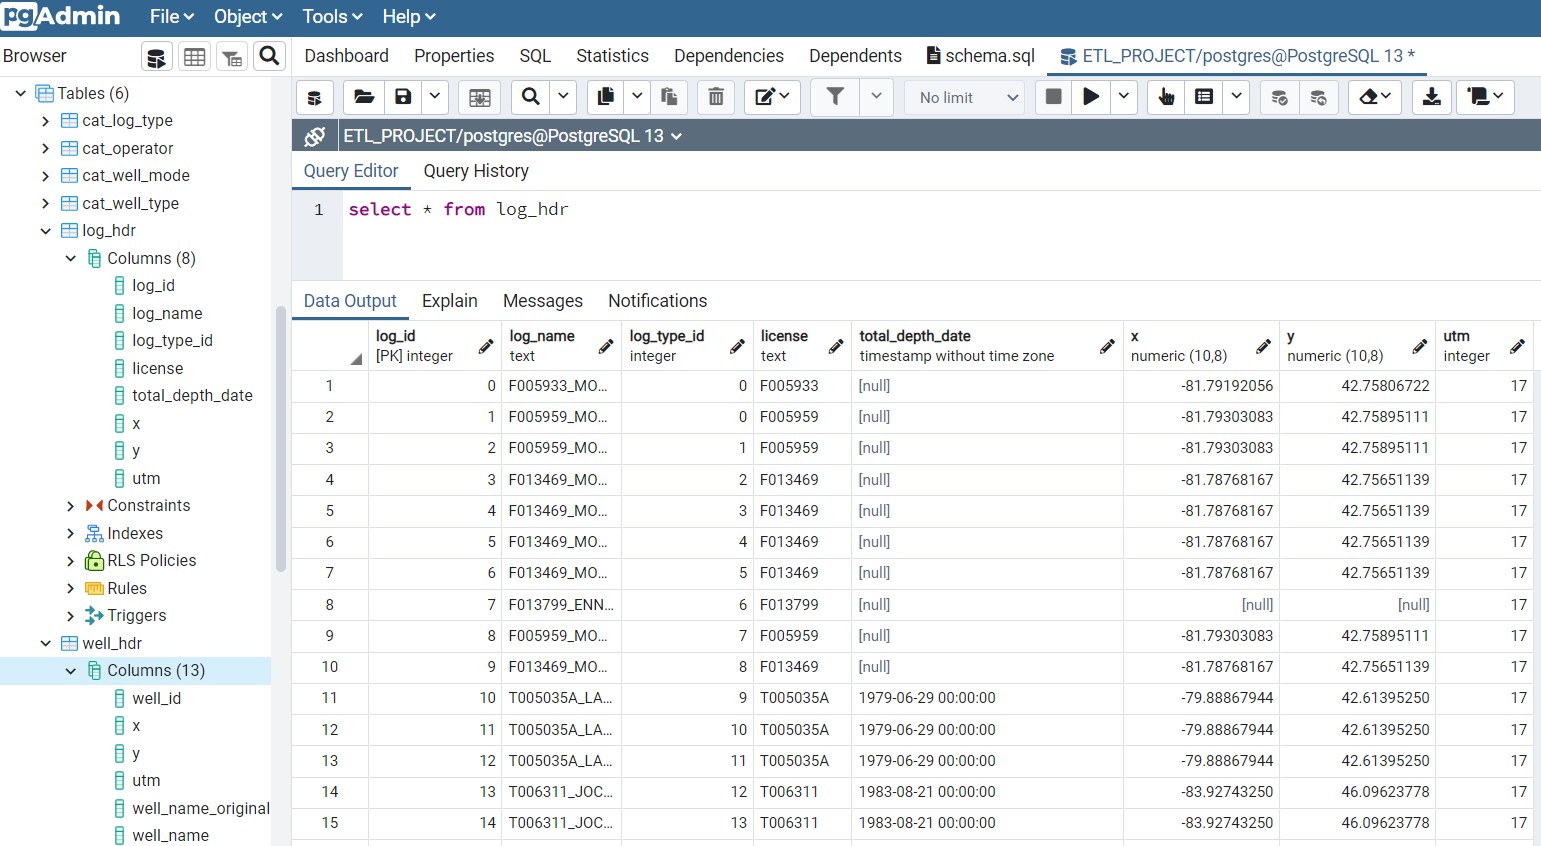 pgAdmin File Object Tools Help
Browser Dashboard Properties SQL Statistics Dependencies Dependents schema.sql ETL_PROJECT/postgres@PostgreSQL 13 *
No limit
ETL_PROJECT/postgres@PostgreSQL 13
Query Editor Query History
1 select * from log_hdr
Tables (6)
cat_log_type
cat_operator
cat_well_mode
cat_well_type
log_hdr
Columns (8)
log_id
log_name
log_type_id
license
total_depth_date
x
y
utm
Constraints
Indexes
RLS Policies
Rules
Triggers
well_hdr
Columns (13)
well_id
x
y
utm
well_name_original
well_name
Data Output Explain Messages Notifications
log_id log_name log_type_id license total_depth_date x y utm
[PK] integer text integer text timestamp without time zone numeric (10,8) numeric (10,8) integer
1 0 F005933_MO... 0 F005933 [null] -81.79192056 42.75806722 17
2 1 F005959_MO... 0 F005959 [null] -81.79303083 42.75895111 17
3 2 F005959_MO... 1 F005959 [null] -81.79303083 42.75895111 17
4 3 F013469_MO... 2 F013469 [null] -81.78768167 42.75651139 17
5 4 F013469_MO... 3 F013469 [null] -81.78768167 42.75651139 17
6 5 F013469_MO... 4 F013469 [null] -81.78768167 42.75651139 17
7 6 F013469_MO... 5 F013469 [null] -81.78768167 42.75651139 17
8 7 F013799_ENN... 6 F013799 [null] [null] [null] 17
9 8 F005959_MO... 7 F005959 [null] -81.79303083 42.75895111 17
10 9 F013469_MO... 8 F013469 [null] -81.78768167 42.75651139 17
11 10 T005035A_LA... 9 T005035A 1979-06-29 00:00:00 -79.88867944 42.61395250 17
12 11 T005035A_LA... 10 T005035A 1979-06-29 00:00:00 -79.88867944 42.61395250 17
13 12 T005035A_LA... 11 T005035A 1979-06-29 00:00:00 -79.88867944 42.61395250 17
14 13 T006311_JOC... 12 T006311 1983-08-21 00:00:00 -83.92743250 46.09623778 17
15 14 T006311_JOC... 13 T006311 1983-08-21 00:00:00 -83.92743250 46.09623778 17